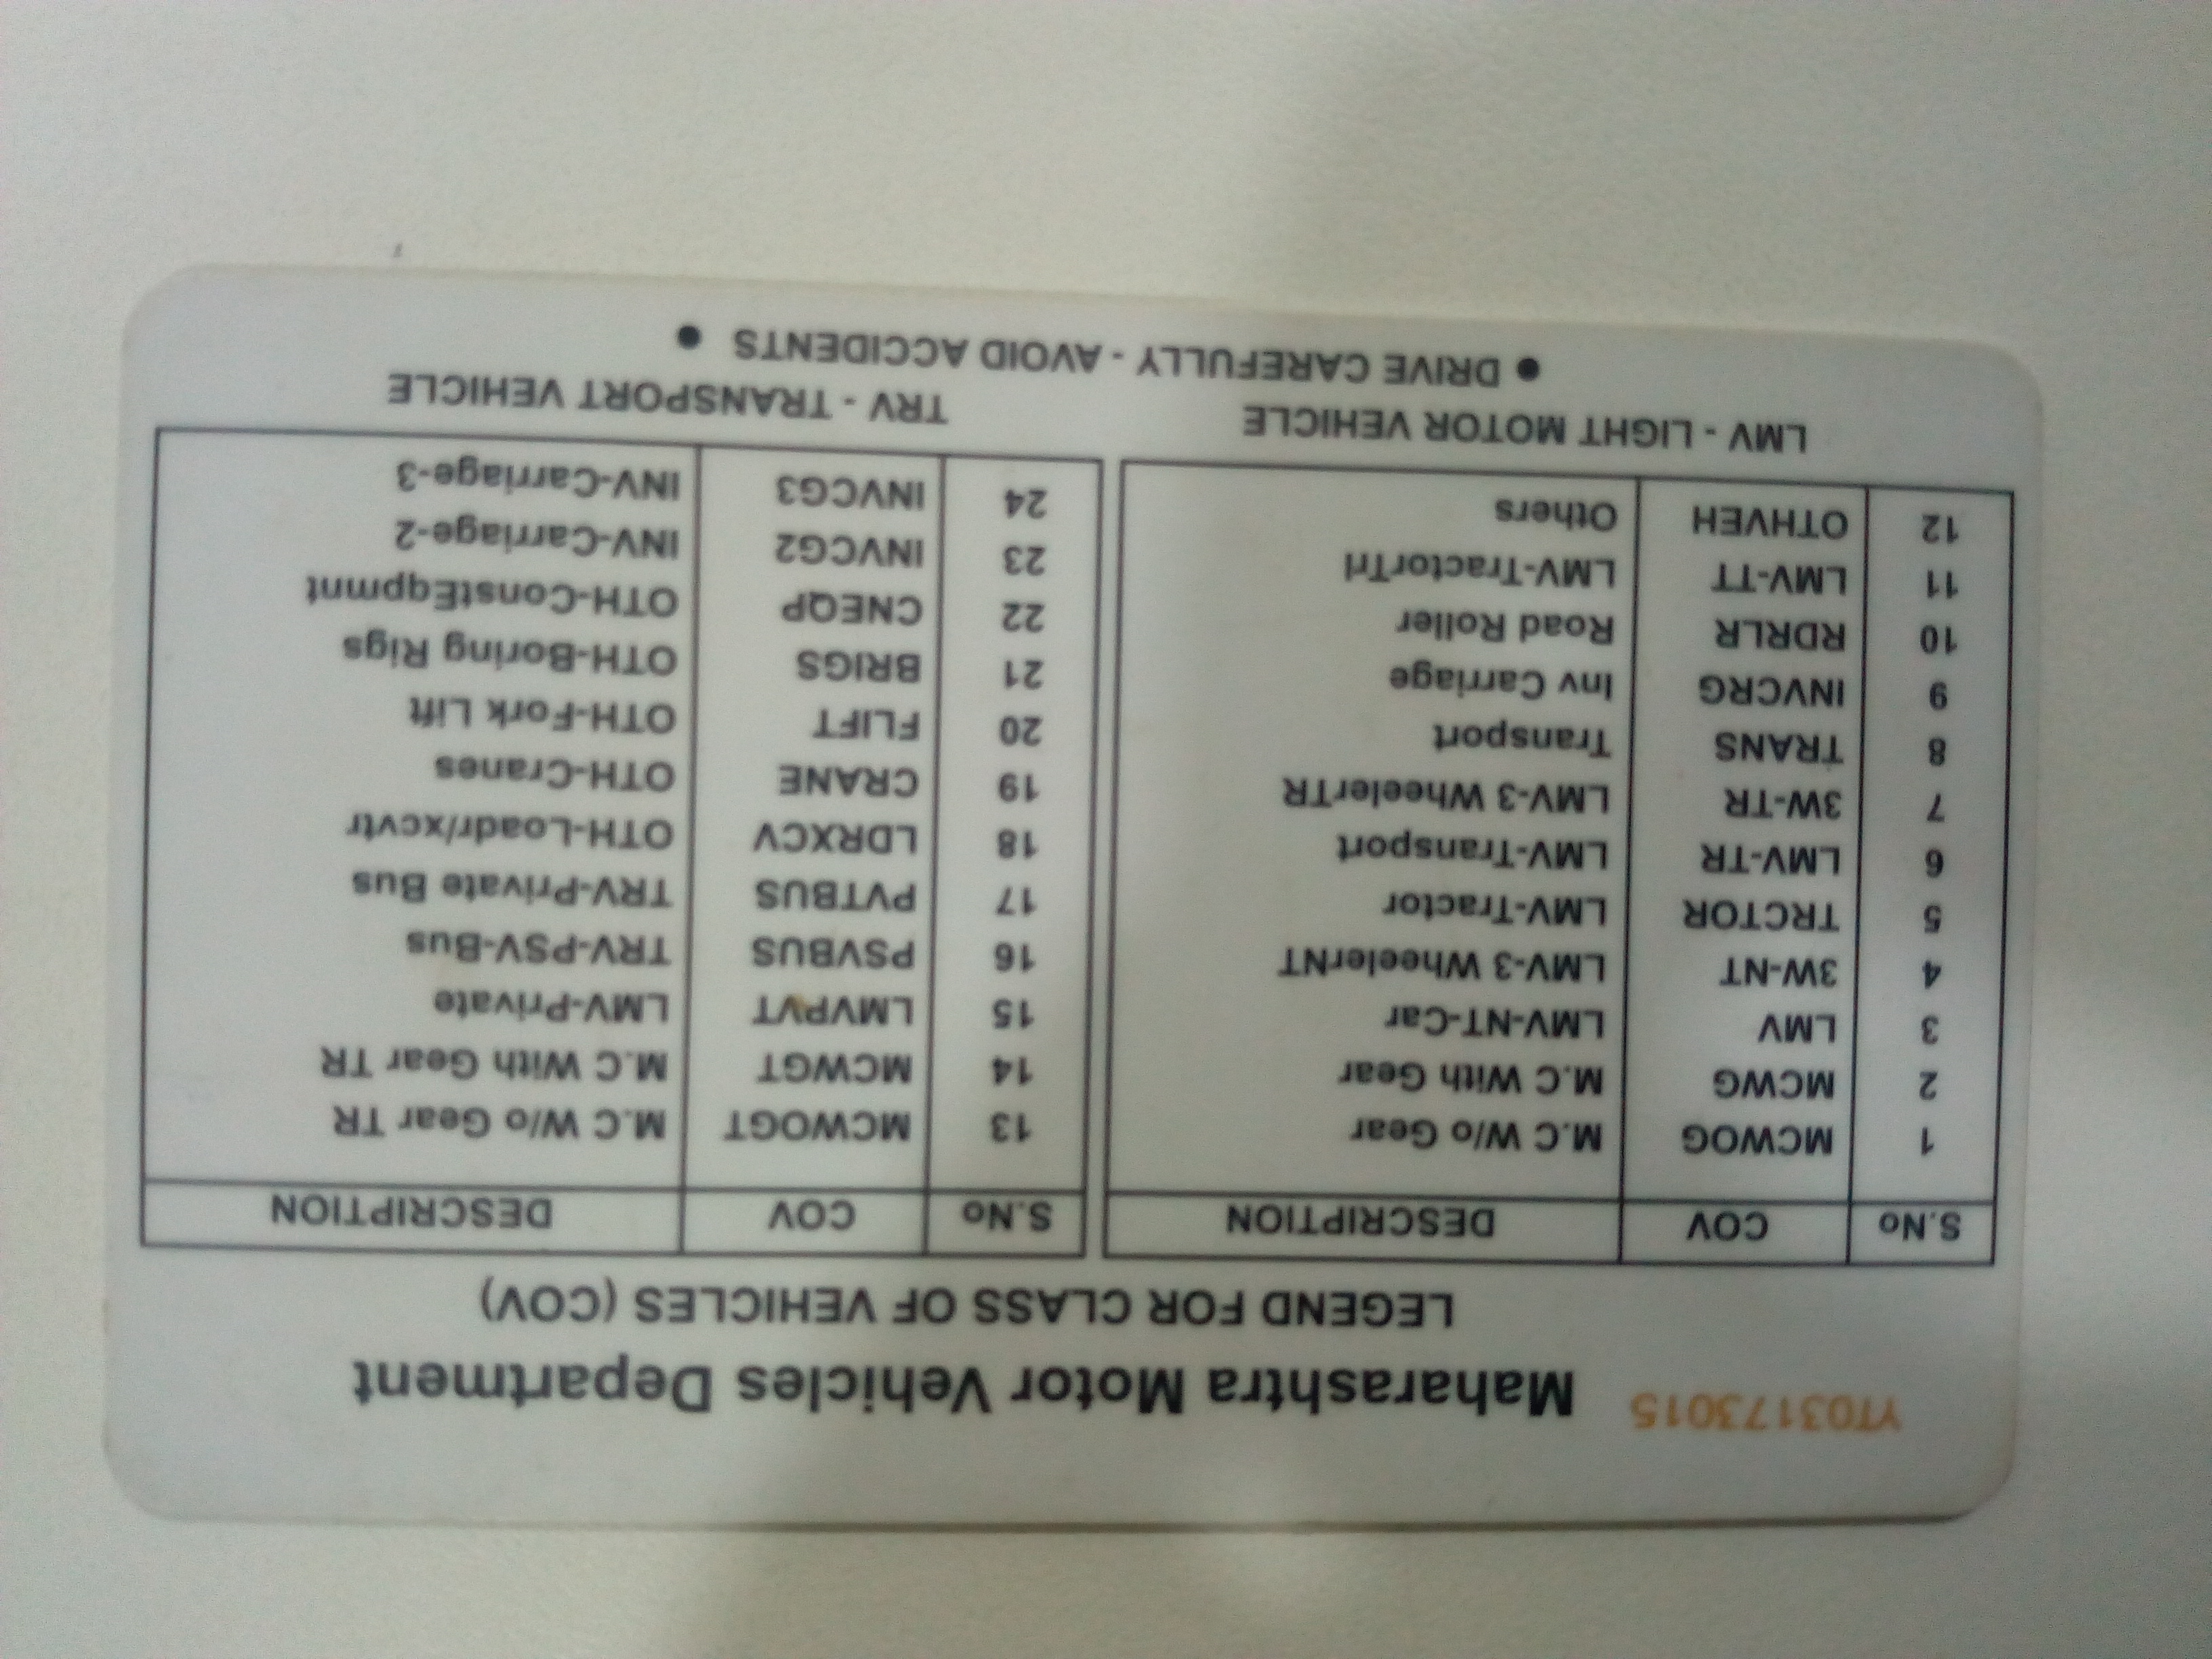 YT03173015 Maharashtra Motor Vehicles Department
LEGEND FOR CLASS OF VEHICLES (COV)
S.No COV DESCRIPTION S.No COV DESCRIPTION
1 MCWOG M.C W/o Gear 13 MCWOGT M.C W/o Gear TR
2 MCWG M.C With Gear 14 MCWGT M.C With Gear TR
3 LMV LMV-NT-Car 15 LMVPVT LMV-Private
4 3W-NT LMV-3 WheelerNT 16 PSVBUS TRV-PSV-Bus
5 TRCTOR LMV-Tractor 17 PVTBUS TRV-Private Bus
6 LMV-TR LMV-Transport 18 LDRXCV OTH-Loadr/xcvtr
7 3W-TR LMV-3 WheelerTR 19 CRANE OTH-Cranes
8 TRANS Transport 20 FLIFT OTH-Fork Lift
9 INVCRG Inv Carriage 21 BRIGS OTH-Boring Rigs
10 RDRLR Road Roller 22 CNEQP OTH-ConstEqpmnt
11 LMV-TT LMV-TractorTrl 23 INVCG2 INV-Carriage-2
12 OTHVEH Others 24 INVCG3 INV-Carriage-3
LMV - LIGHT MOTOR VEHICLE TRV - TRANSPORT VEHICLE
● DRIVE CAREFULLY - AVOID ACCIDENTS ●